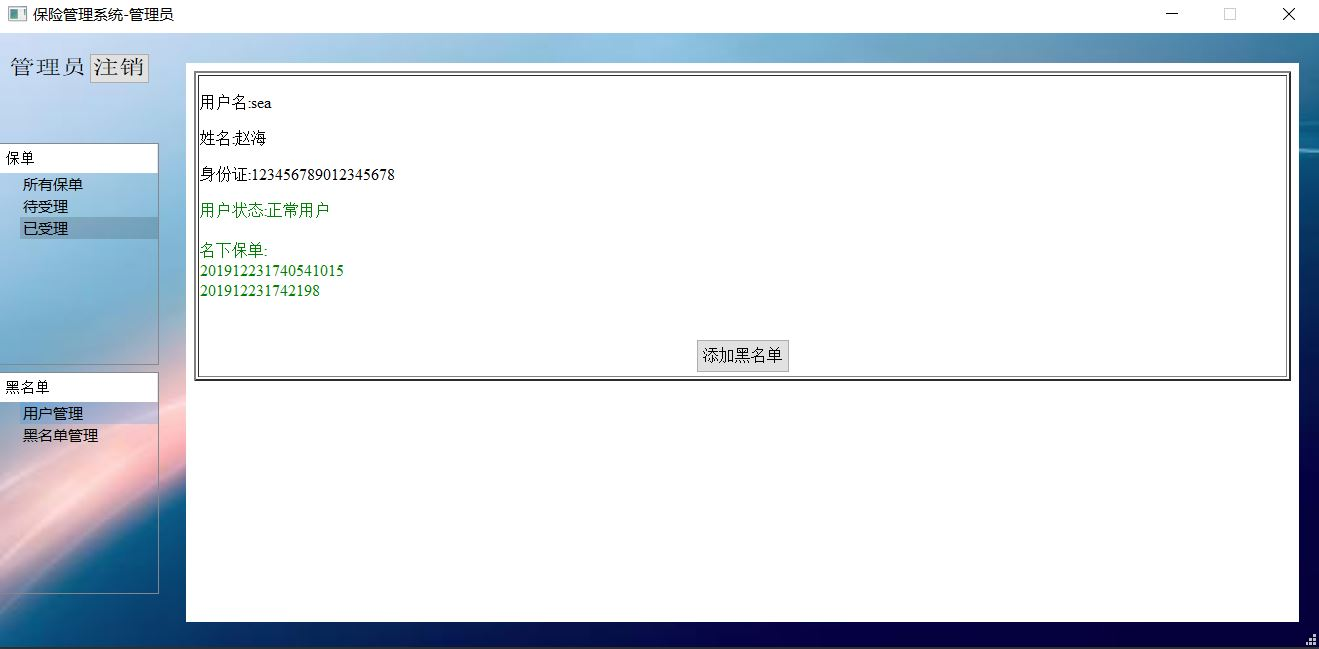 保险管理系统-管理员
管理员 注销
保单
所有保单
待受理
已受理
黑名单
用户管理
黑名单管理
用户名:sea
姓名:赵海
身份证:123456789012345678
用户状态:正常用户
名下保单:
201912231740541015
201912231742198
添加黑名单